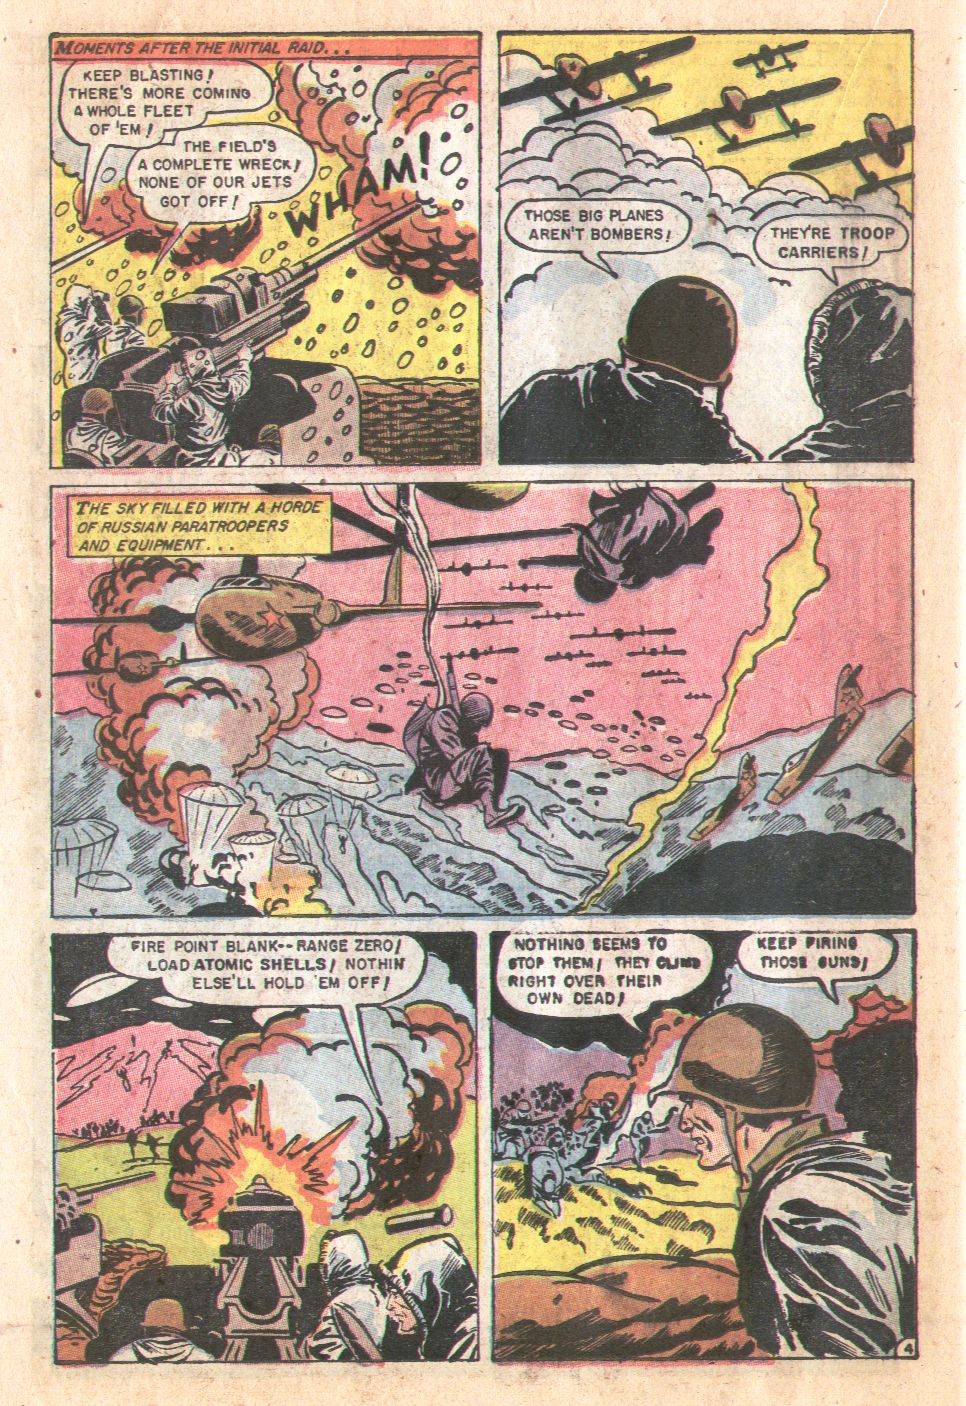 MOMENTS AFTER THE INITIAL RAID...
KEEP BLASTING!
THERE'S MORE COMING
A WHOLE FLEET
OF 'EM!
THE FIELD'S
A COMPLETE WRECK!
NONE OF OUR JETS
GOT OFF!
WHAM!
THOSE BIG PLANES
AREN'T BOMBERS!
THEY'RE TROOP
CARRIERS!
THE SKY FILLED WITH A HORDE
OF RUSSIAN PARATROOPERS
AND EQUIPMENT...
FIRE POINT BLANK--RANGE ZERO!
LOAD ATOMIC SHELLS! NOTHIN
ELSE'LL HOLD 'EM OFF!
NOTHING SEEMS TO
STOP THEM! THEY CLIMB
RIGHT OVER THEIR
OWN DEAD!
KEEP FIRING
THOSE GUNS!
4